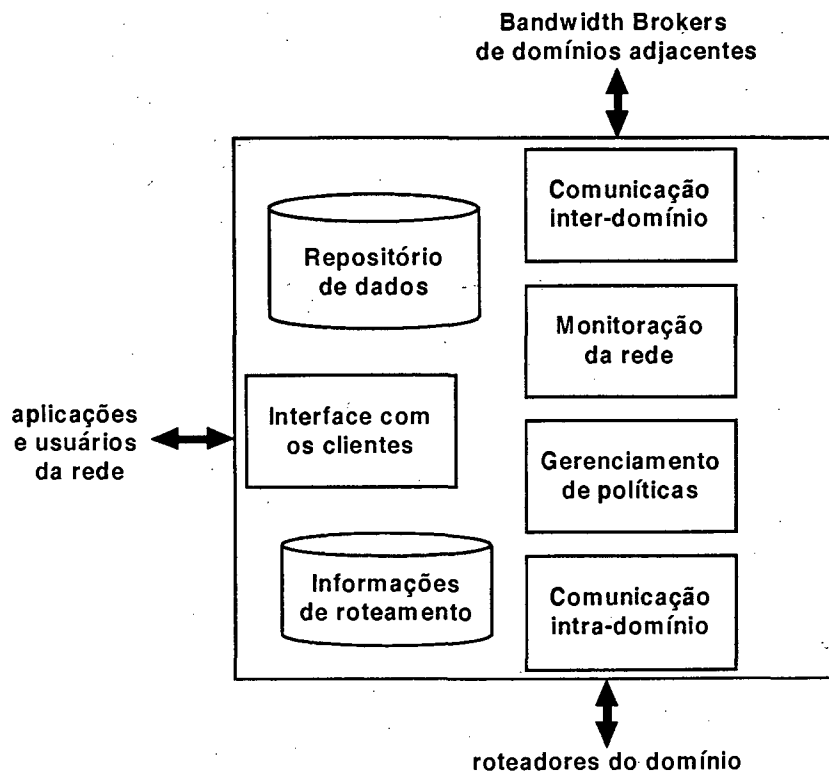 Bandwidth Brokers
de domínios adjacentes
Comunicação
inter-domínio
Repositório
de dados
Monitoração
da rede
aplicações
e usuários
da rede
Interface com
os clientes
Gerenciamento
de políticas
Informações
de roteamento
Comunicação
intra-domínio
roteadores do domínio